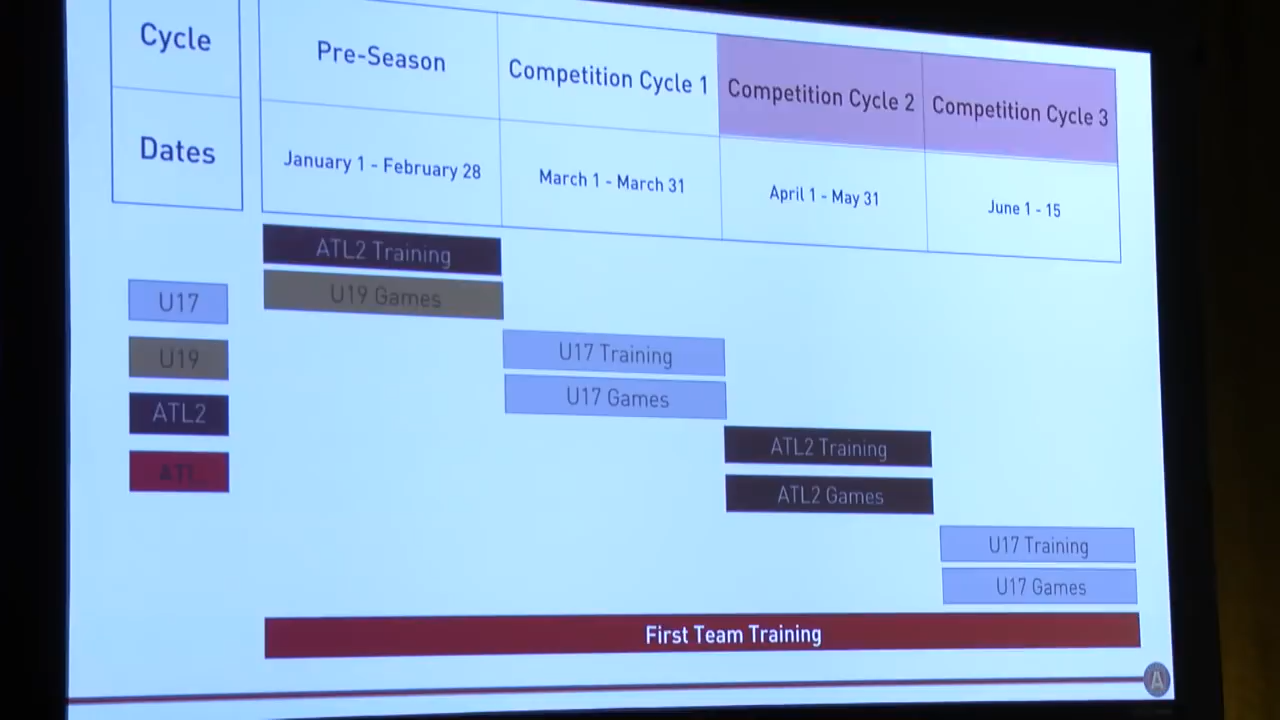 Cycle
Pre-Season
Competition Cycle 1
Competition Cycle 2
Competition Cycle 3
Dates
January 1 - February 28
March 1 - March 31
April 1 - May 31
June 1 - 15
ATL2 Training
U19 Games
U17
U17 Training
U19
U17 Games
ATL2
ATL2 Training
ATL
ATL2 Games
U17 Training
U17 Games
First Team Training
A